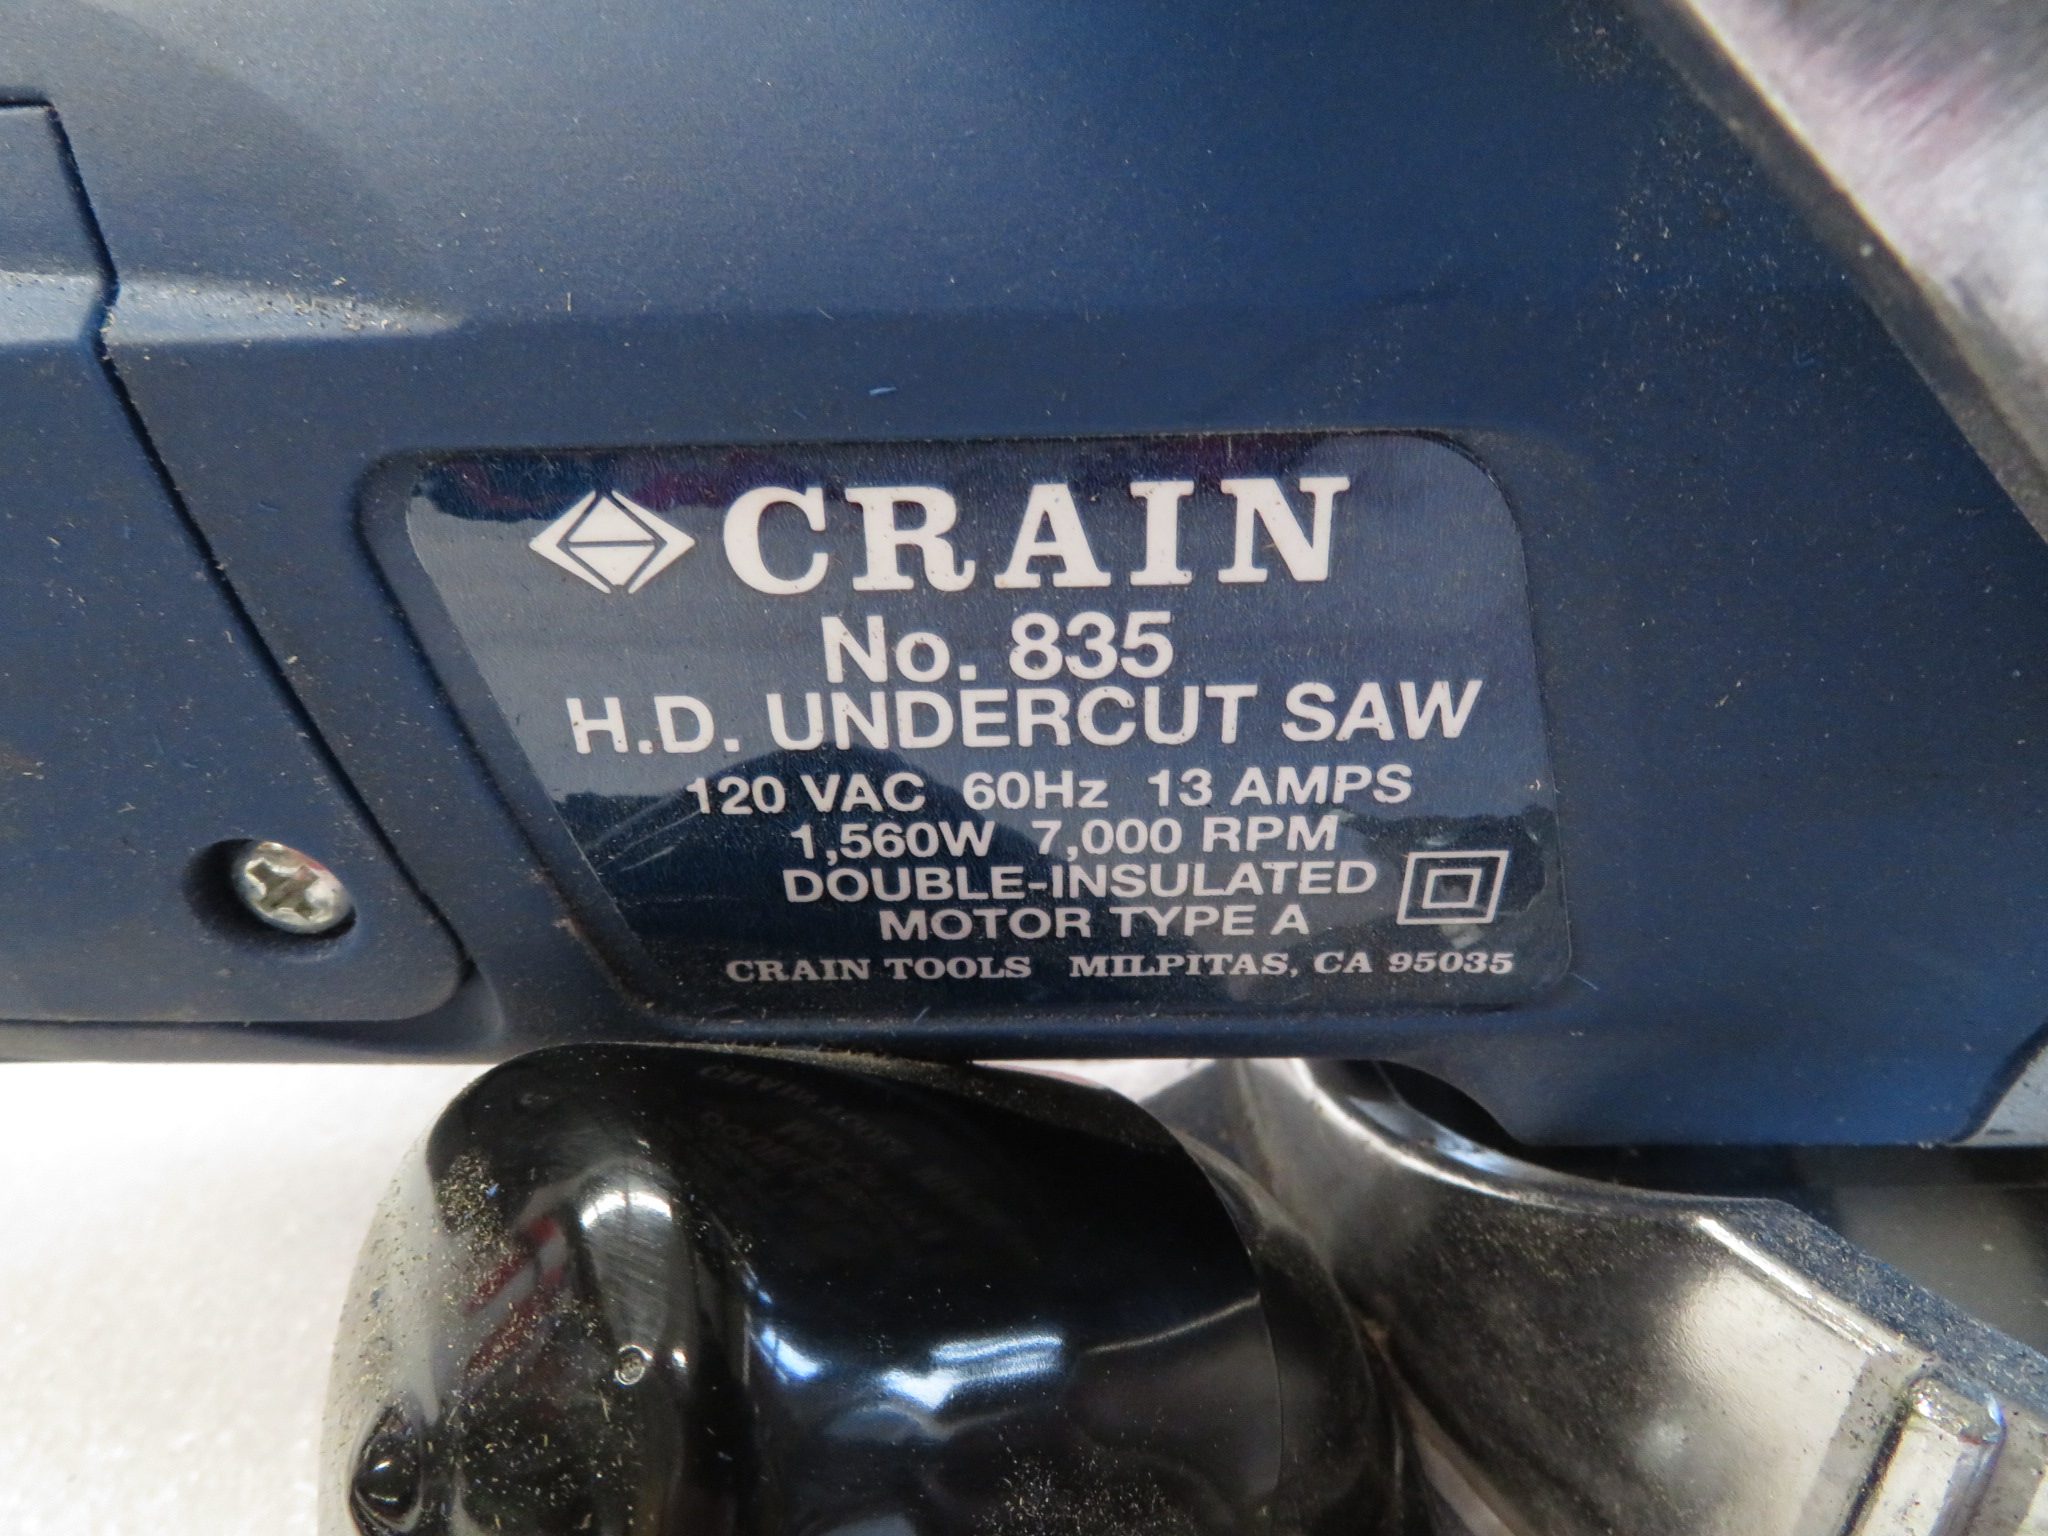 CRAIN
No. 835
H.D. UNDERCUT SAW
120 VAC 60Hz 13 AMPS
1,560W 7,000 RPM
DOUBLE-INSULATED
MOTOR TYPE A
CRAIN TOOLS MILPITAS, CA 95035